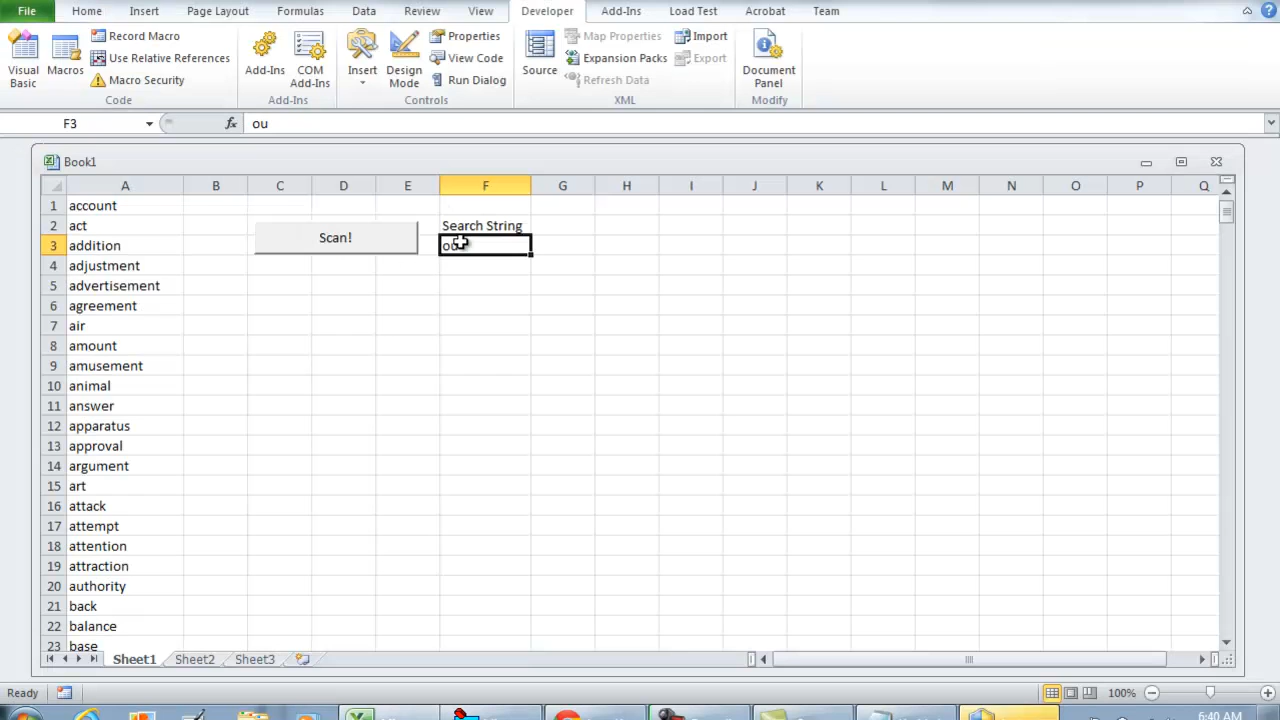 File Home Insert Page Layout Formulas Data Review View Developer Add-Ins Load Test Acrobat Team
Visual Basic
Macros
Record Macro
Use Relative References
Macro Security
Code
Add-Ins
COM Add-Ins
Add-Ins
Insert
Design Mode
Properties
View Code
Run Dialog
Controls
Source
Map Properties
Expansion Packs
Refresh Data
Import
Export
XML
Document Panel
Modify
F3 fx ou
Book1
A B C D E F G H I J K L M N O P Q
1 account
2 act Search String
Scan!
3 addition ou
4 adjustment
5 advertisement
6 agreement
7 air
8 amount
9 amusement
10 animal
11 answer
12 apparatus
13 approval
14 argument
15 art
16 attack
17 attempt
18 attention
19 attraction
20 authority
21 back
22 balance
23 base
Sheet1 Sheet2 Sheet3
Ready 100%
6:40 AM